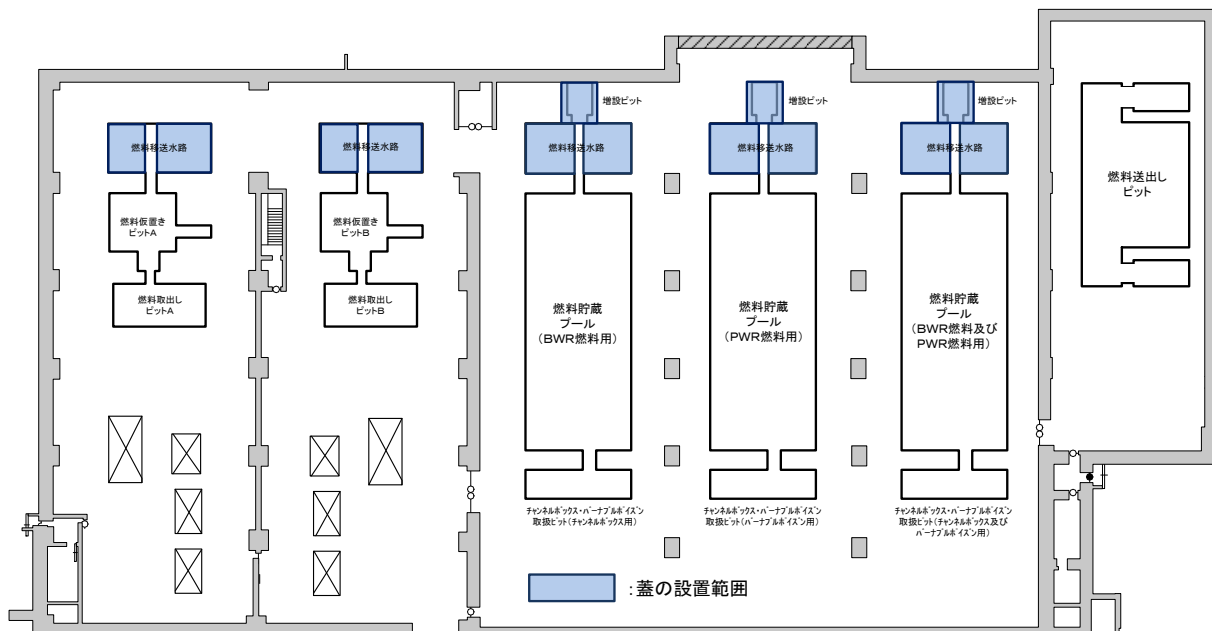 増設ピット
増設ピット
増設ピット
燃料移送水路
燃料移送水路
燃料移送水路
燃料移送水路
燃料移送水路
燃料仮置き
ピットA
燃料仮置き
ピットB
燃料送出し
ピット
燃料取出し
ピットA
燃料取出し
ピットB
燃料貯蔵
プール
(BWR燃料用)
燃料貯蔵
プール
(PWR燃料用)
燃料貯蔵
プール
(BWR燃料及び
PWR燃料用)
チャンネルボックス・バーナブルポイズン
取扱ピット(チャンネルボックス用)
チャンネルボックス・バーナブルポイズン
取扱ピット(バーナブルポイズン用)
チャンネルボックス・バーナブルポイズン
取扱ピット(チャンネルボックス及び
バーナブルポイズン用)
:蓋の設置範囲